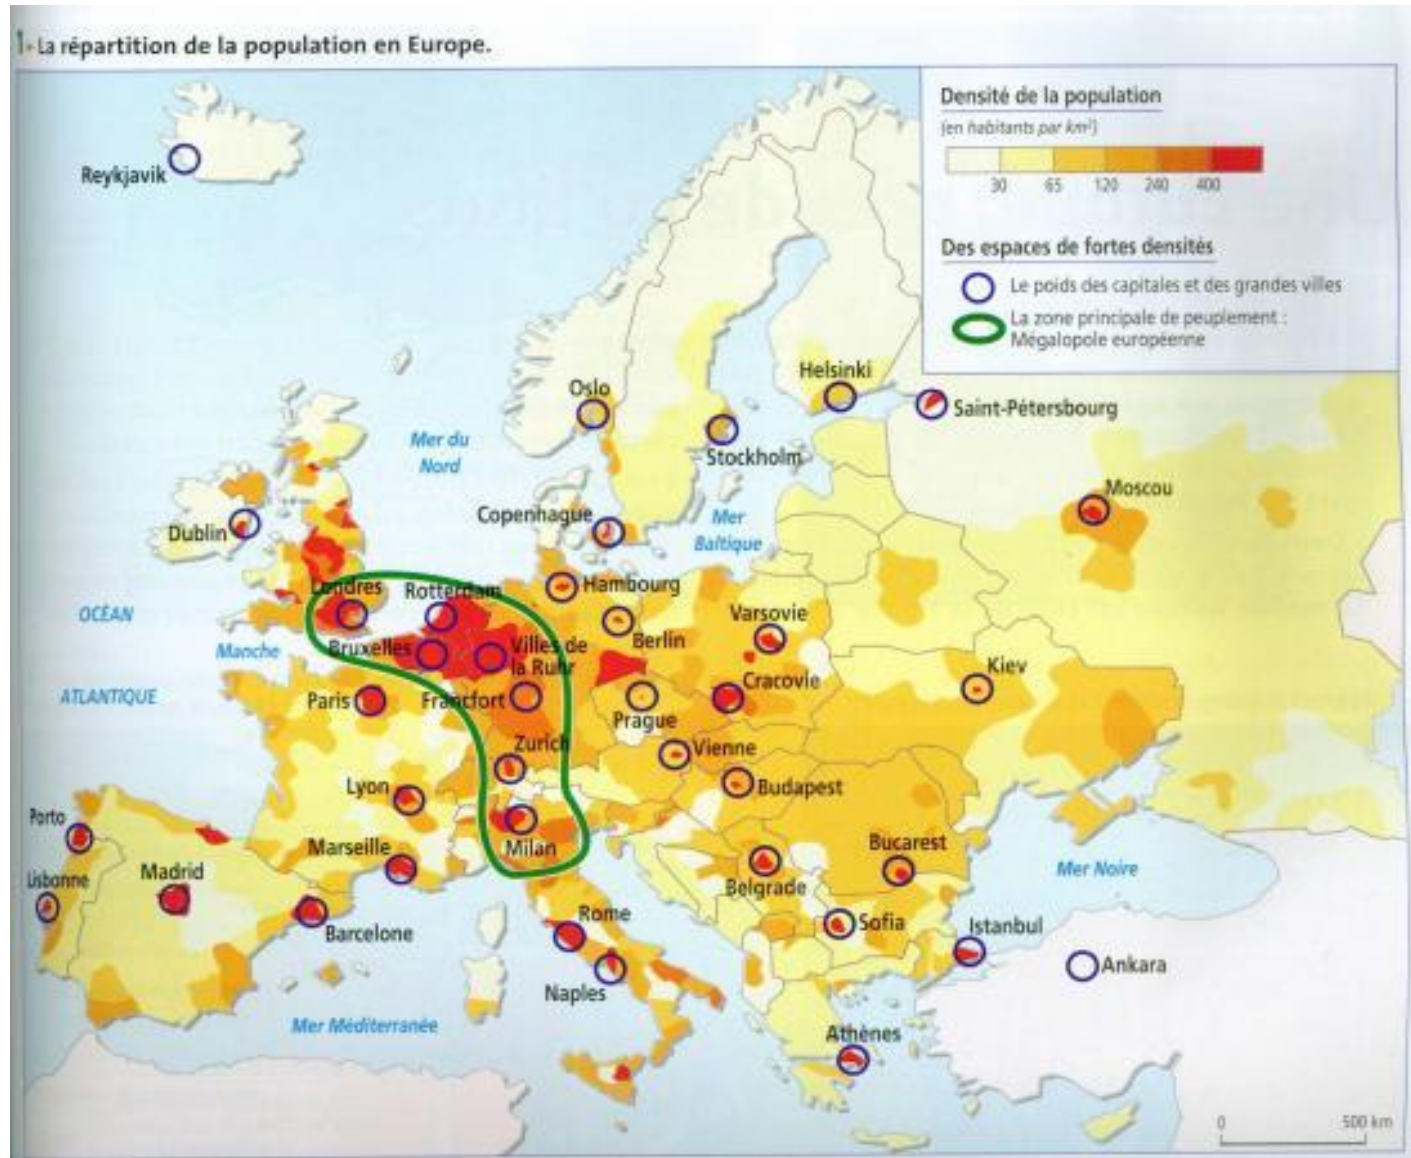 1- La répartition de la population en Europe.
Densité de la population
(en habitants par km²)
30 65 120 240 400
Des espaces de fortes densités
Le poids des capitales et des grandes villes
La zone principale de peuplement :
Mégalopole européenne
Reykjavik
Oslo
Helsinki
Saint-Pétersbourg
Mer du
Nord
Stockholm
Moscou
Copenhague
Mer
Baltique
Dublin
Londres
Rotterdam
Hambourg
OCÉAN
Varsovie
Berlin
Manche
Bruxelles
Villes de
la Ruhr
Kiev
ATLANTIQUE
Paris
Francfort
Cracovie
Prague
Zurich
Vienne
Lyon
Budapest
Porto
Marseille
Milan
Bucarest
Mer Noire
Lisbonne
Madrid
Belgrade
Barcelone
Rome
Sofia
Istanbul
Ankara
Naples
Mer Méditerranée
Athènes
0 500 km